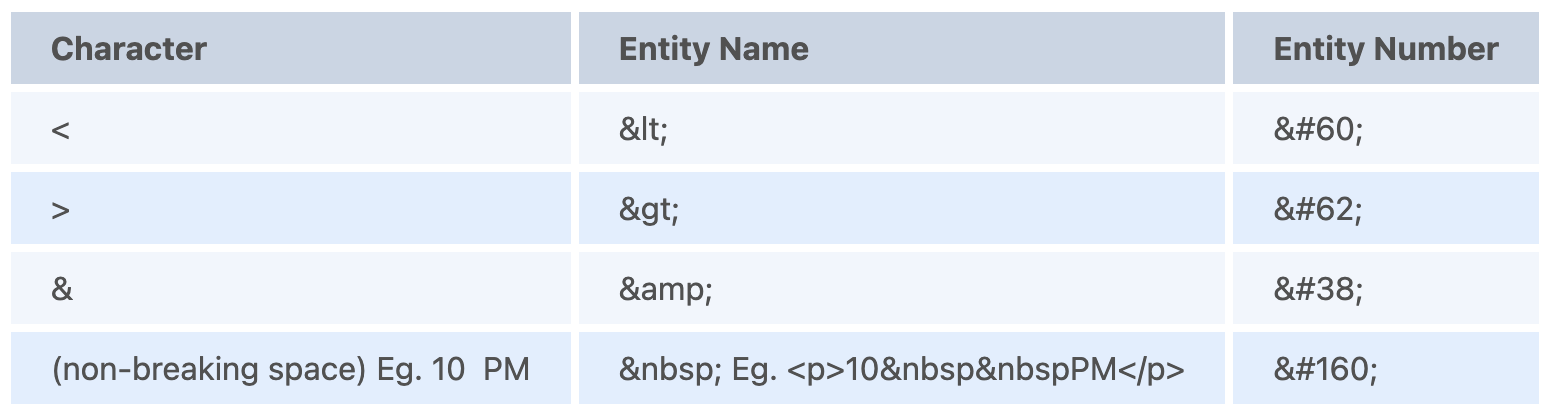 Character Entity Name Entity Number
< &lt; &#60;
> &gt; &#62;
& &amp; &#38;
(non-breaking space) Eg. 10  PM &nbsp; Eg. <p>10&nbsp&nbspPM</p> &#160;